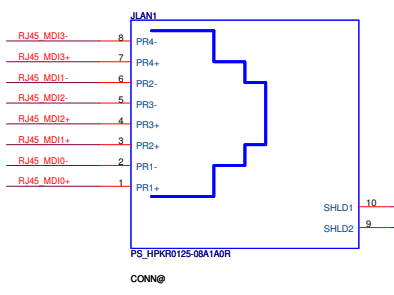 JLAN1
RJ45_MDI3- 8 PR4-
RJ45_MDI3+ 7 PR4+
RJ45_MDI1- 6 PR2-
RJ45_MDI2- 5 PR3-
RJ45_MDI2+ 4 PR3+
RJ45_MDI1+ 3 PR2+
RJ45_MDI0- 2 PR1-
RJ45_MDI0+ 1 PR1+
SHLD1 10
SHLD2 9
PS_HPKR0125-08A1A0R
CONN@